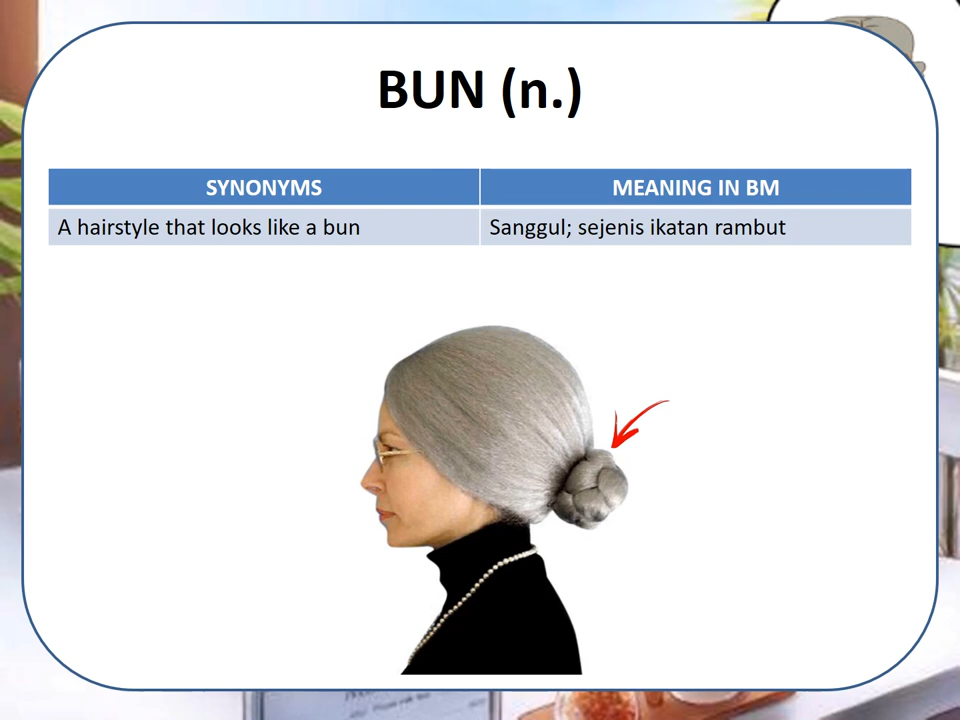 BUN (n.)
SYNONYMS
MEANING IN BM
A hairstyle that looks like a bun
Sanggul; sejenis ikatan rambut